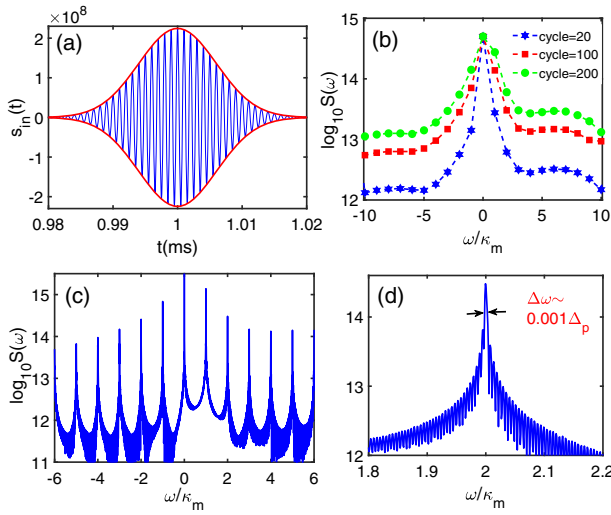 ×10⁸
(a)
s_in(t)
2
0
-2
0.98 0.99 1 1.01 1.02
t(ms)
(b)
cycle=20
cycle=100
cycle=200
log₁₀S(ω)
15
14
13
12
-10 -5 0 5 10
ω/κ_m
(c)
log₁₀S(ω)
15
14
13
12
11
-6 -4 -2 0 2 4 6
ω/κ_m
(d)
Δω~
0.001Δ_p
14
13
12
1.8 1.9 2 2.1 2.2
ω/κ_m